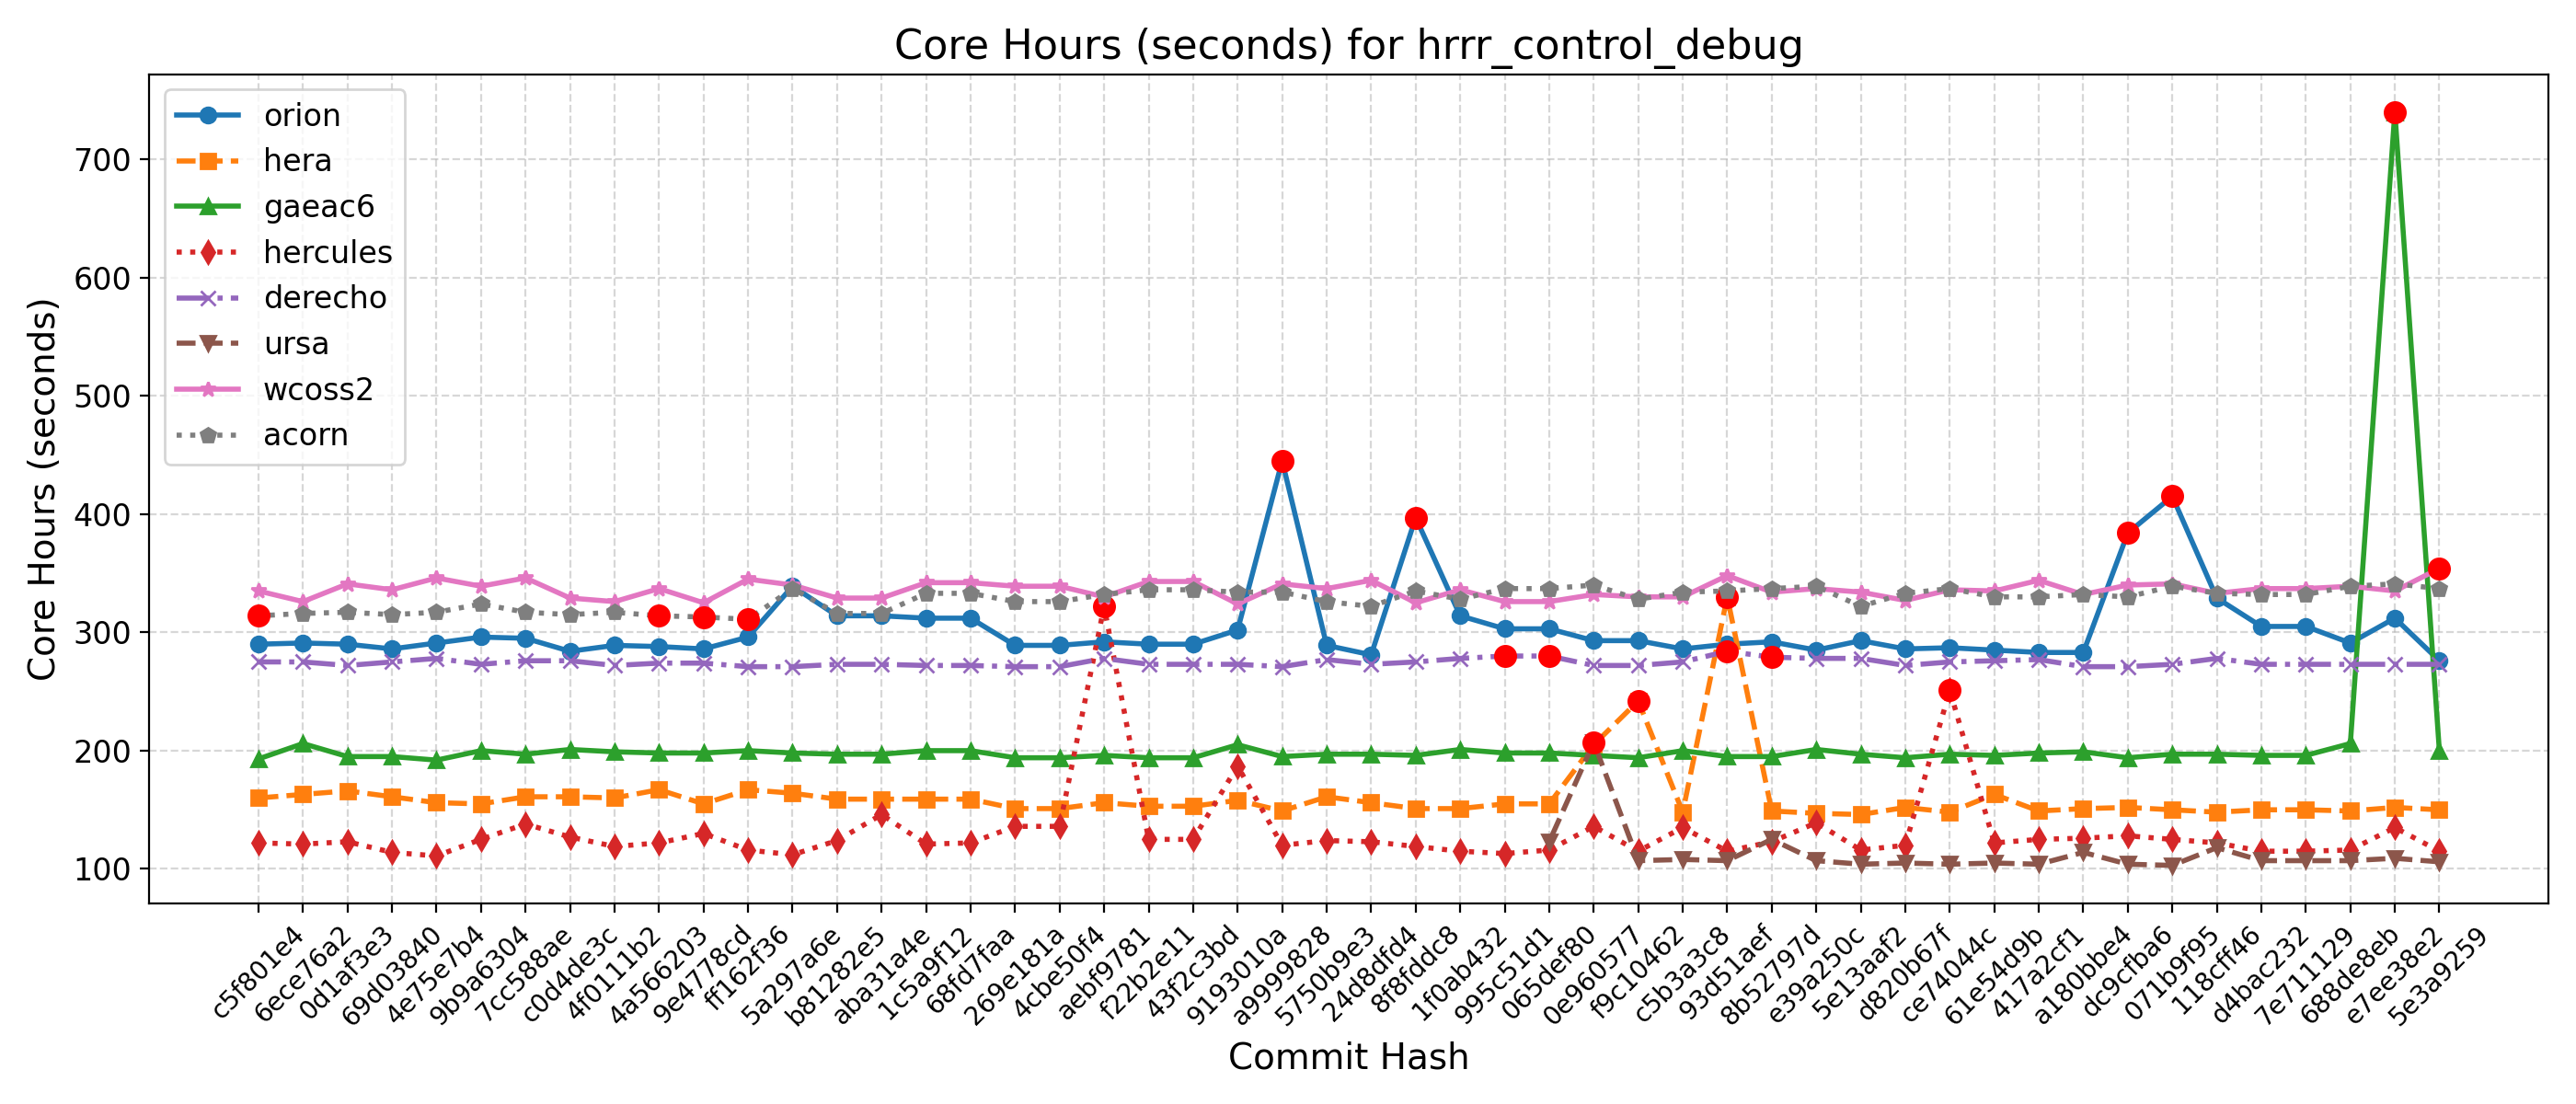 Core Hours (seconds) for hrrr_control_debug
Core Hours (seconds)
700
600
500
400
300
200
100
orion
hera
gaeac6
hercules
derecho
ursa
wcoss2
acorn
c5f801e4
6ece76a2
0d1af3e3
69d03840
4e75e7b4
9b9a6304
7cc588ae
c0d4de3c
4f0111b2
4a566203
9e4778cd
ff162f36
5a297a6e
b81282e5
aba31a4e
1c5a9f12
68fd7faa
269e181a
4cbe50f4
aebf9781
f22b2e11
43f2c3bd
9193010a
a9999828
5750b9e3
24d8dfd4
8f8fddc8
1f0ab432
995c51d1
065def80
0e960577
f9c10462
c5b3a3c8
93d51aef
8b52797d
e39a250c
5e13aaf2
d820b67f
ce74044c
61e54d9b
417a2cf1
a180bbe4
dc9cfba6
071b9f95
118cff46
d4bac232
7e711129
688de8eb
e7ee38e2
5e3a9259
Commit Hash